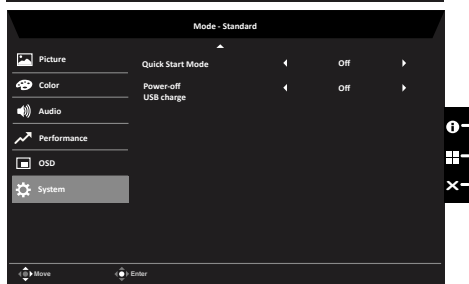 Mode - Standard
Picture
Color
Audio
Performance
OSD
System
Quick Start Mode Off
Power-off
USB charge Off
Move Enter